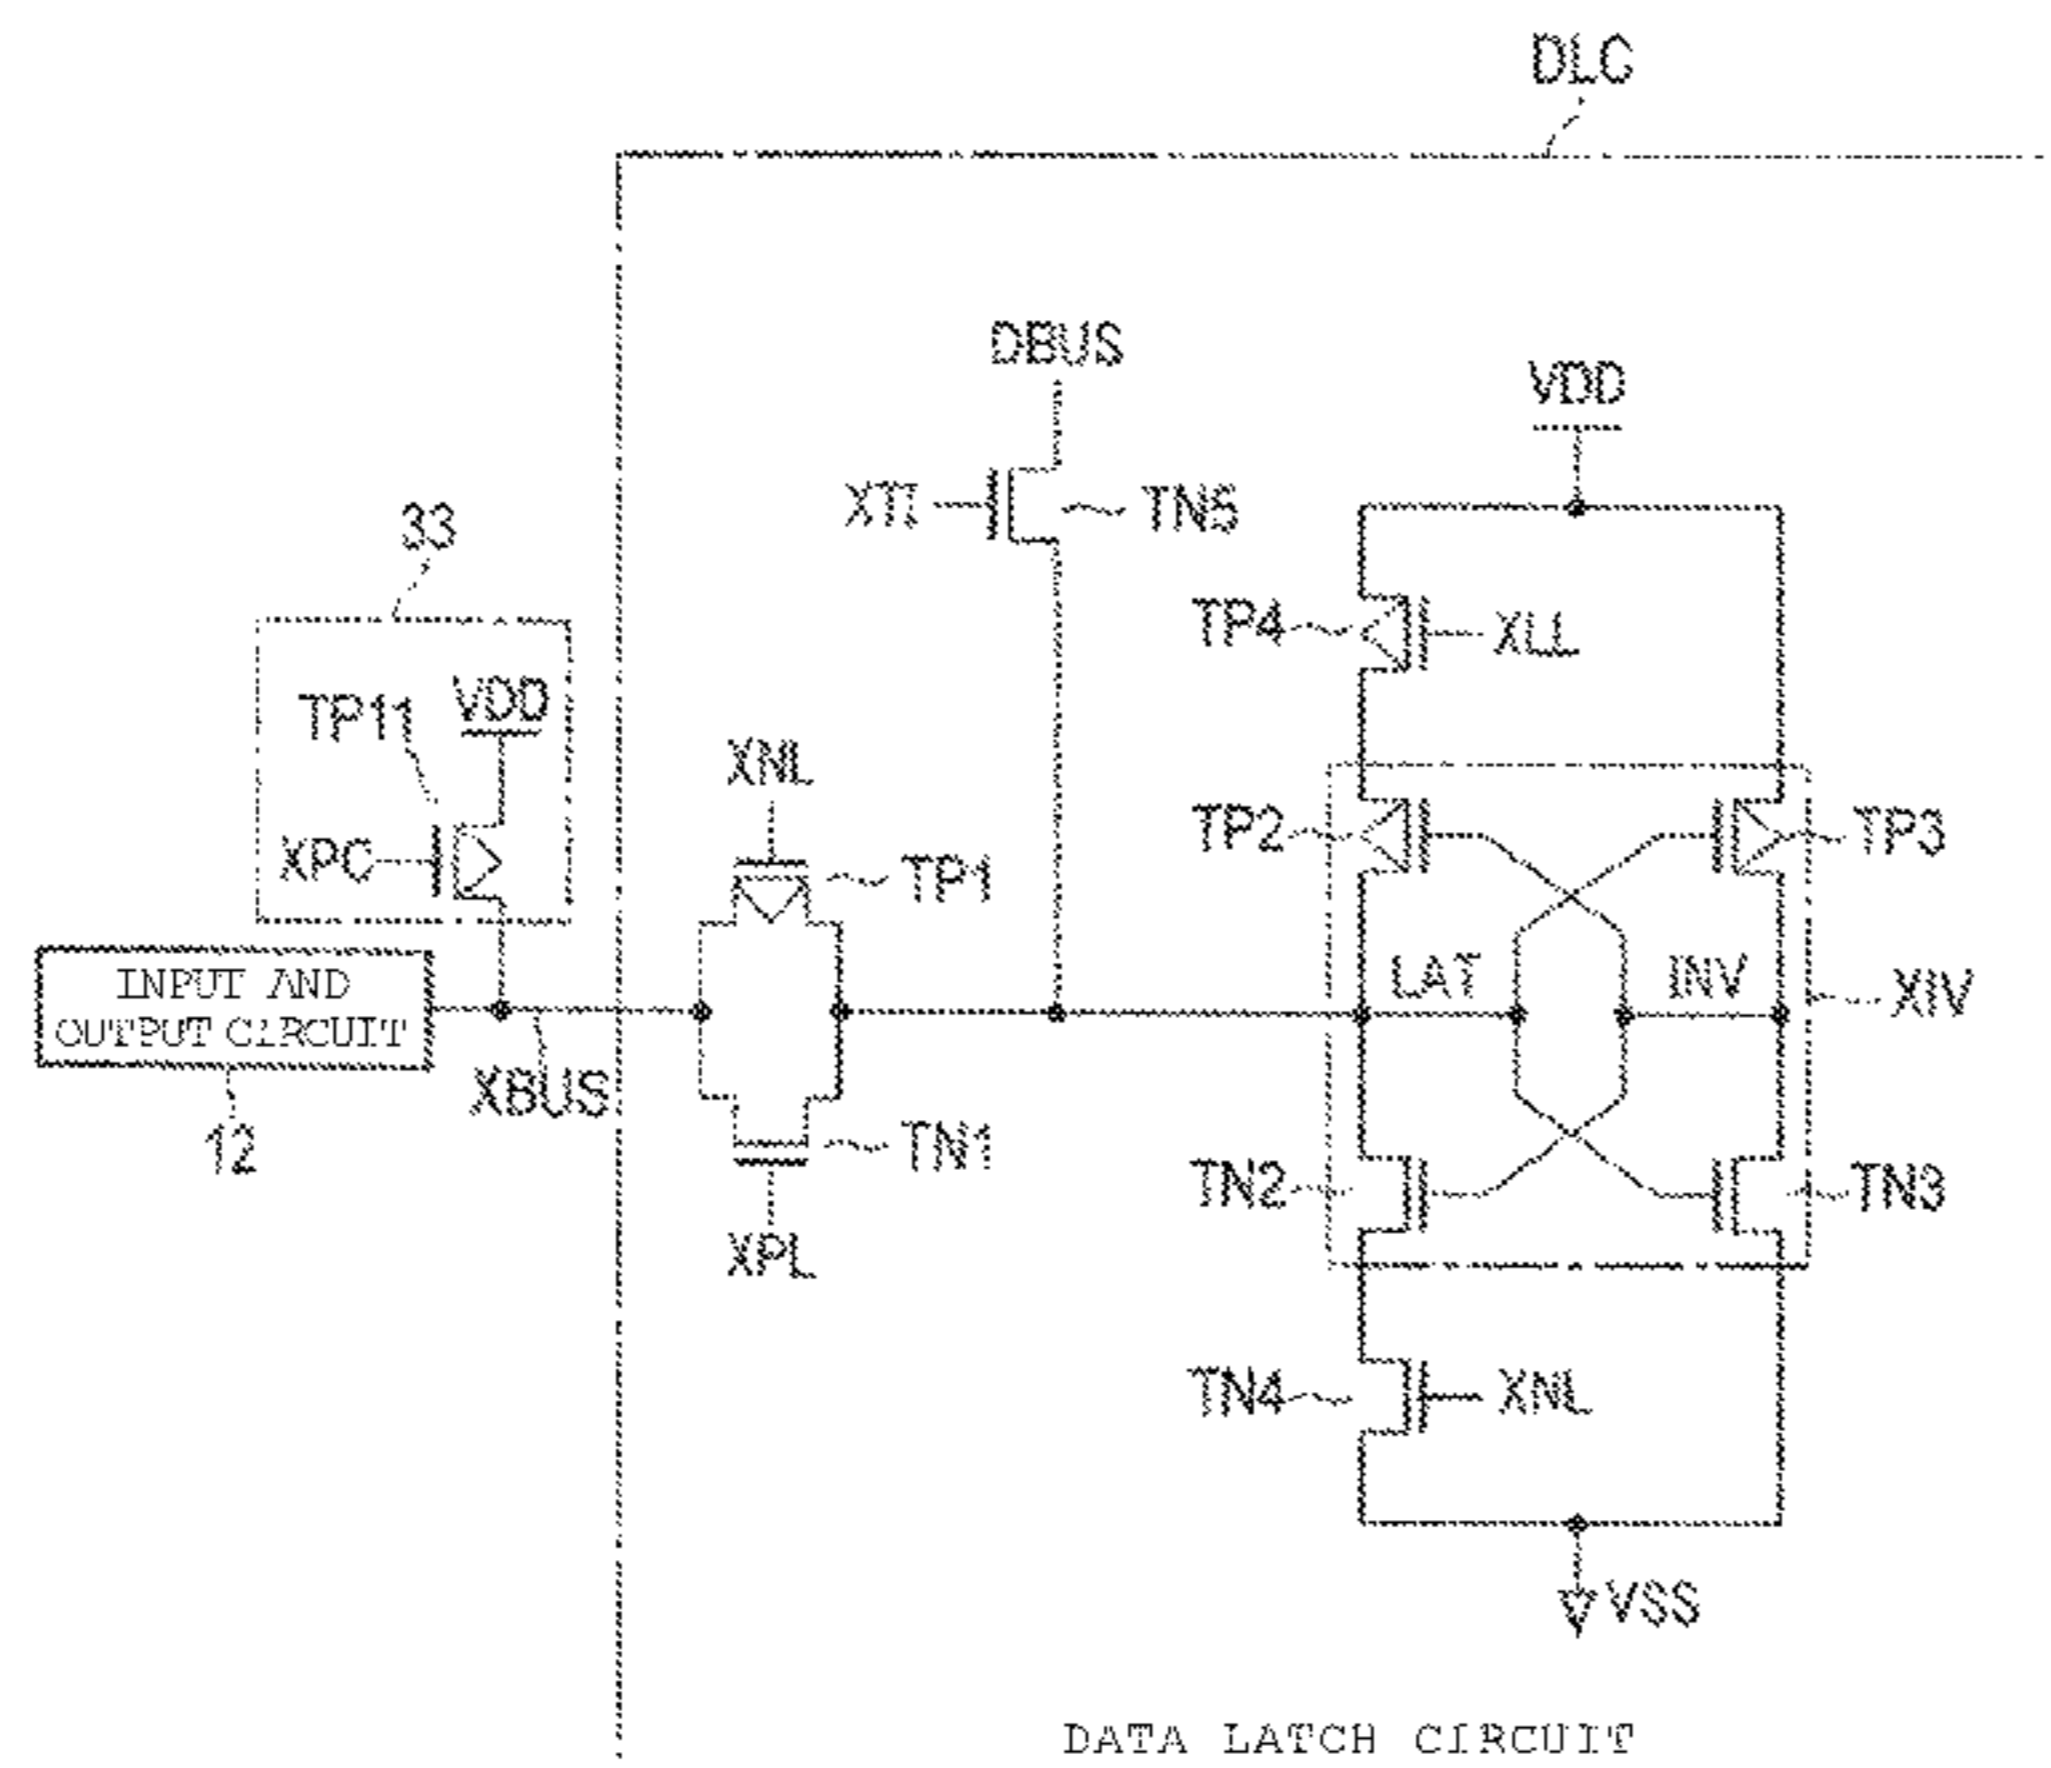 DLC
DBUS
VDD
XTI
TN5
33
TP4
XLL
TP11
VDD
XNL
TP2
TP3
XPC
TP1
INPUT AND
OUTPUT CIRCUIT
LAT
INV
XIV
XBUS
12
TN1
TN2
TN3
XPL
TN4
XNL
VSS
DATA LATCH CIRCUIT